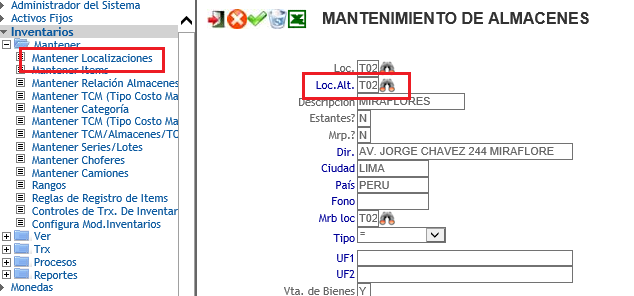 Administrador del Sistema
Activos Fijos
Inventarios
Mantener
Mantener Localizaciones
Mantener Items
Mantener Relación Almacenes
Mantener TCM (Tipo Costo Ma
Mantener Categoría
Mantener TCM (Tipo Costo Ma
Mantener TCM/Almacenes/TO
Mantener Series/Lotes
Mantener Choferes
Mantener Camiones
Rangos
Reglas de Registro de Items
Controles de Trx. De Inventar
Configura Mod.Inventarios
Ver
Trx
Procesos
Reportes
Monedas
MANTENIMIENTO DE ALMACENES
Loc. T02
Loc.Alt. T02
Descripción MIRAFLORES
Estantes? N
Mrp.? N
Dir. AV. JORGE CHAVEZ 244 MIRAFLORE
Ciudad LIMA
País PERU
Fono
Mrb loc T02
Tipo =
UF1
UF2
Vta. de Bienes Y